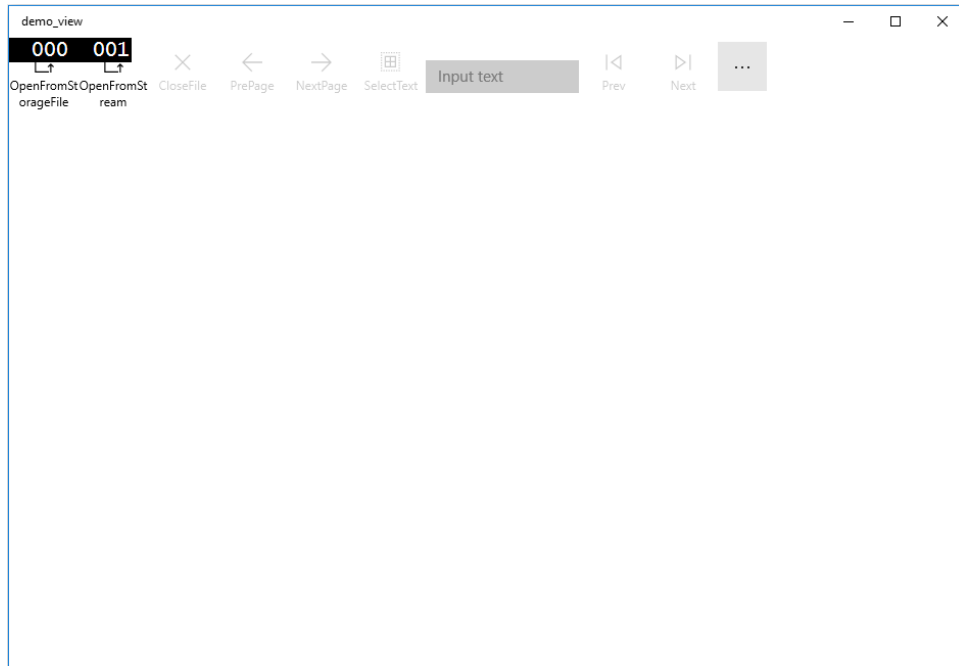 demo_view
000 001
OpenFromSt
orageFile
OpenFromSt
ream
CloseFile
PrePage
NextPage
SelectText
Input text
Prev
Next
...